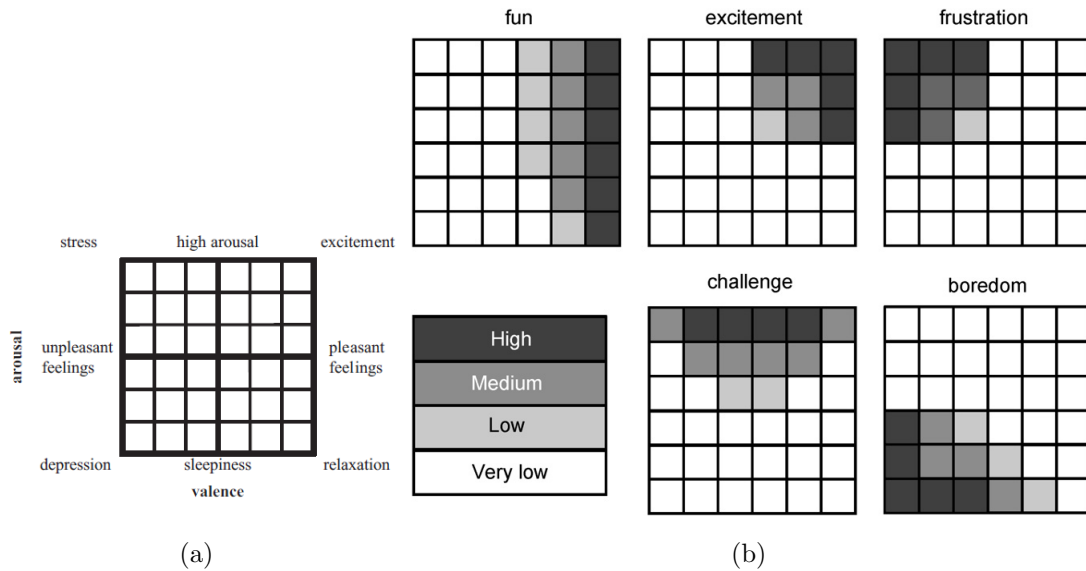 fun
excitement
frustration
stress
high arousal
excitement
arousal
unpleasant
feelings
pleasant
feelings
depression
sleepiness
relaxation
valence
High
Medium
Low
Very low
challenge
boredom
(a)
(b)